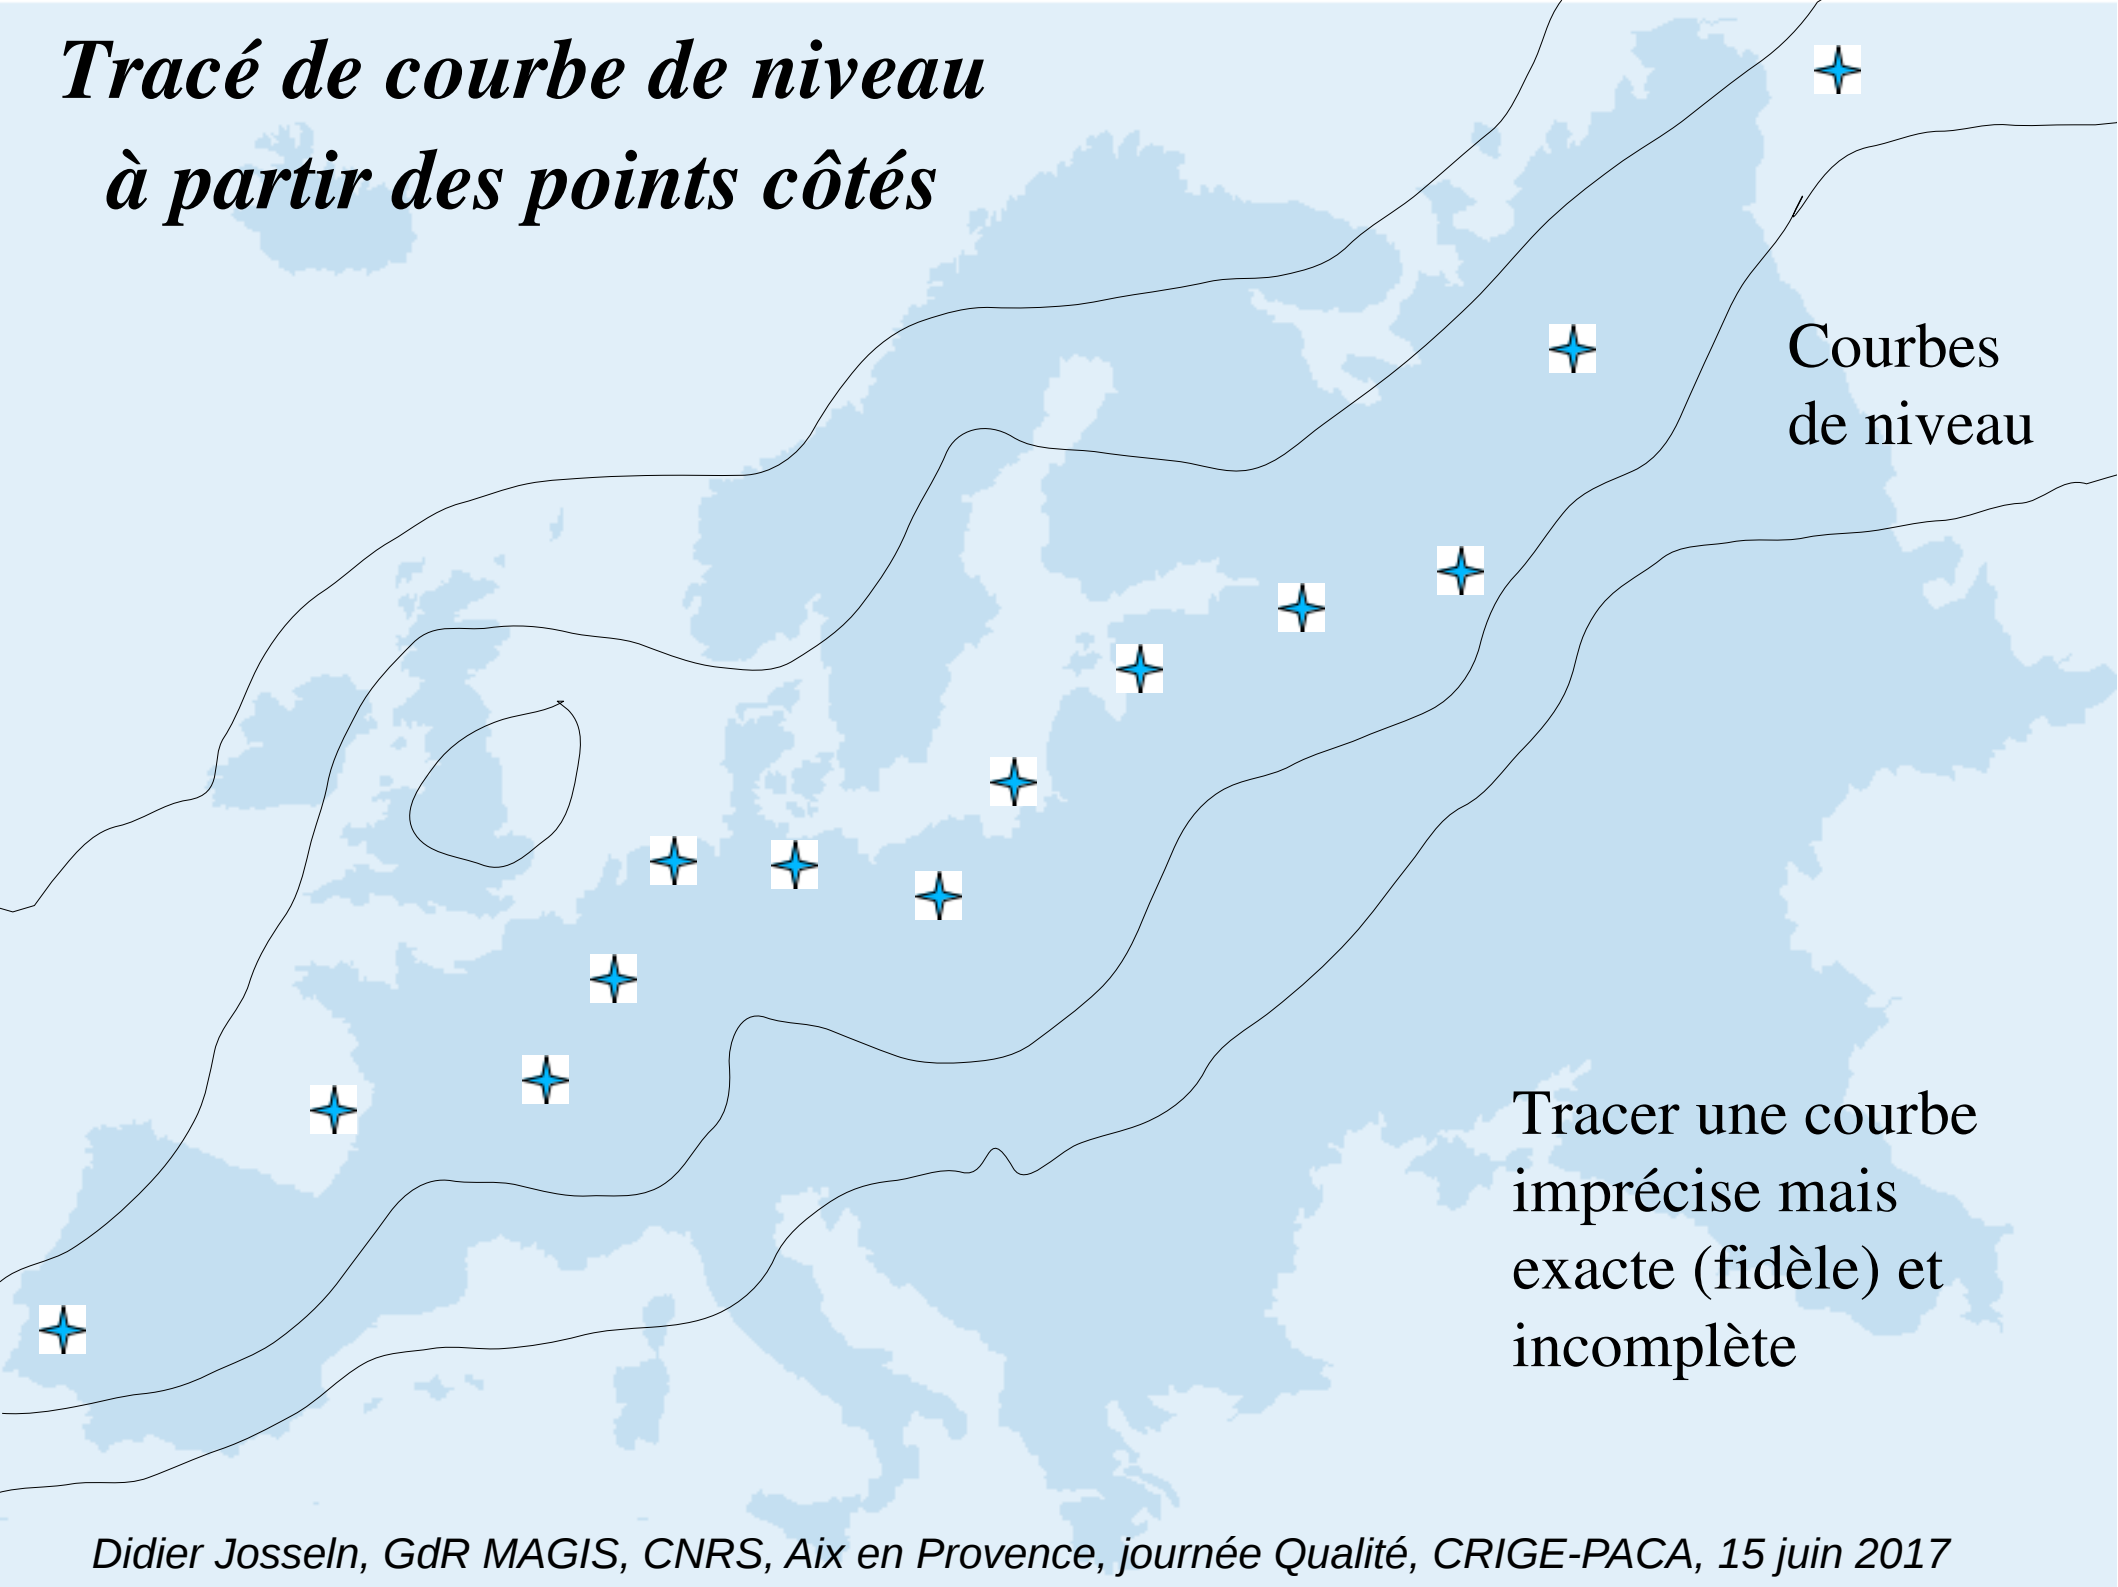 Tracé de courbe de niveau
à partir des points côtés
Courbes
de niveau
Tracer une courbe
imprécise mais
exacte (fidèle) et
incomplète
Didier Josseln, GdR MAGIS, CNRS, Aix en Provence, journée Qualité, CRIGE-PACA, 15 juin 2017